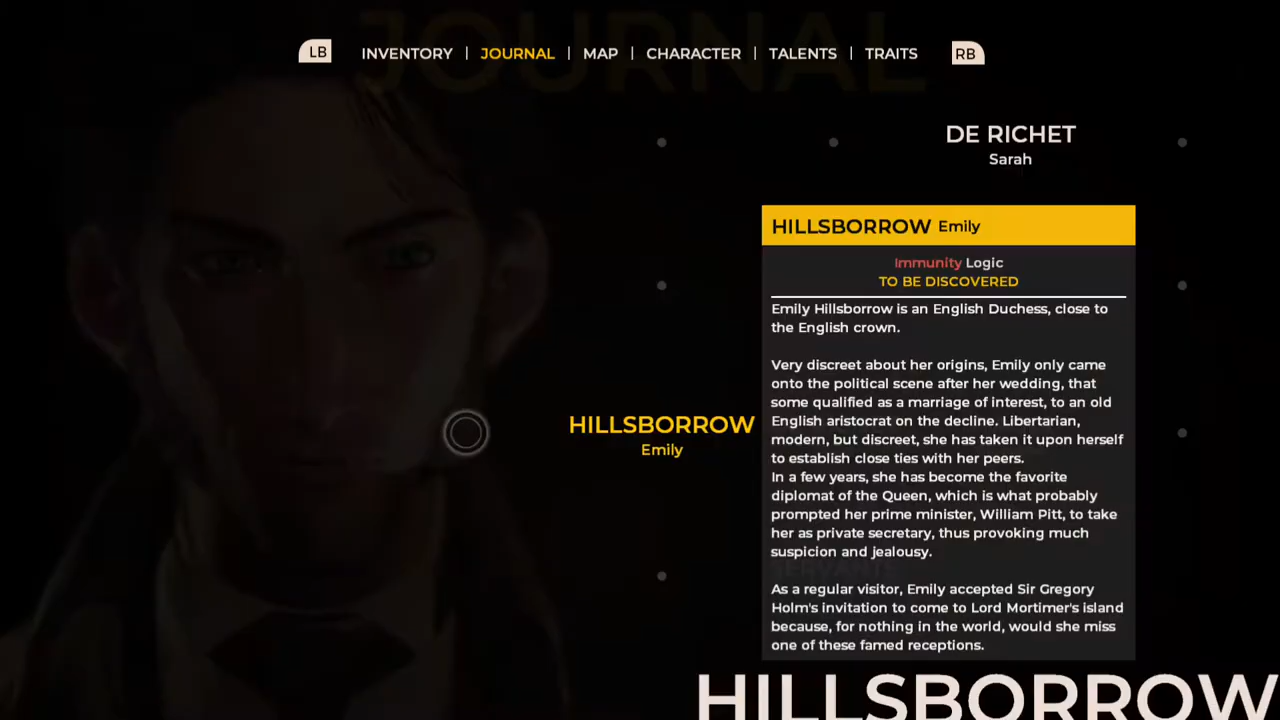 JOURNAL
LB INVENTORY | JOURNAL | MAP | CHARACTER | TALENTS | TRAITS RB
DE RICHET
Sarah
HILLSBORROW Emily
Immunity Logic
TO BE DISCOVERED
Emily Hillsborrow is an English Duchess, close to
the English crown.
Very discreet about her origins, Emily only came
onto the political scene after her wedding, that
some qualified as a marriage of interest, to an old
English aristocrat on the decline. Libertarian,
modern, but discreet, she has taken it upon herself
to establish close ties with her peers.
In a few years, she has become the favorite
diplomat of the Queen, which is what probably
prompted her prime minister, William Pitt, to take
her as private secretary, thus provoking much
suspicion and jealousy.
As a regular visitor, Emily accepted Sir Gregory
Holm's invitation to come to Lord Mortimer's island
because, for nothing in the world, would she miss
one of these famed receptions.
HILLSBORROW
Emily
HILLSBORROW